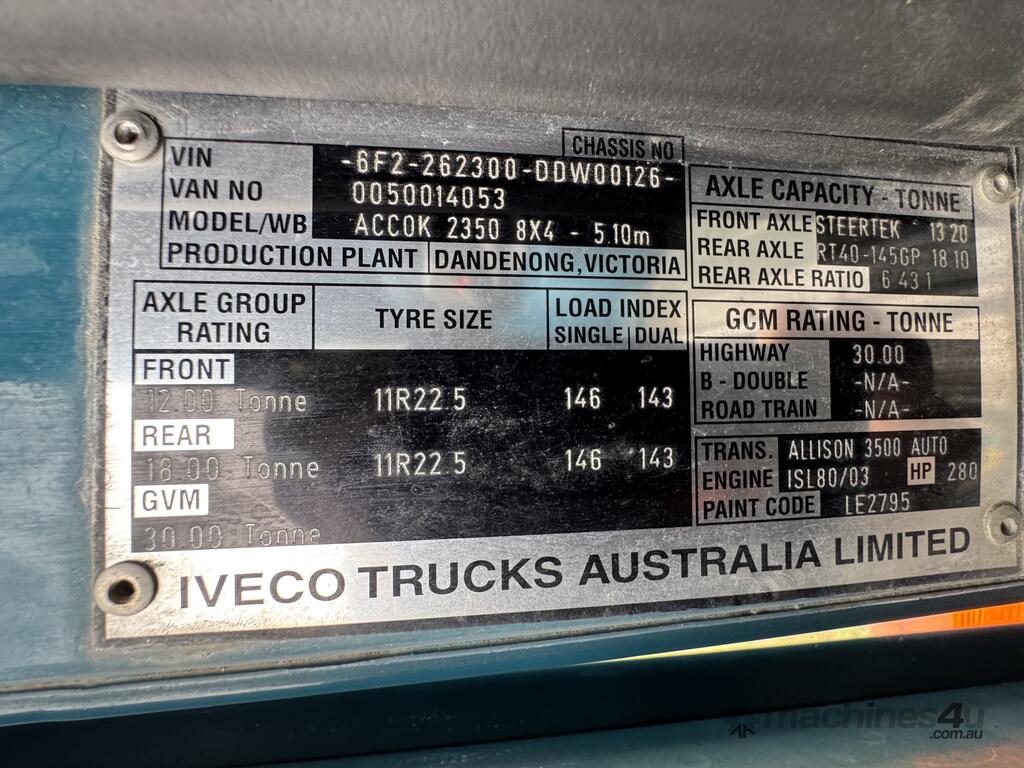 CHASSIS NO
VIN -6F2-262300-DDW00126-
VAN NO 0050014053
MODEL/WB ACCOK 2350 8X4 - 5.10m
PRODUCTION PLANT DANDENONG, VICTORIA
AXLE CAPACITY - TONNE
FRONT AXLE STEERTEK 13 20
REAR AXLE RT40-145GP 18 10
REAR AXLE RATIO 6 43 1
AXLE GROUP RATING TYRE SIZE LOAD INDEX
SINGLE DUAL
FRONT
12.00 Tonne 11R22 5 146 143
REAR
18.00 Tonne 11R22 5 146 143
GVM
30.00 Tonne
GCM RATING - TONNE
HIGHWAY 30.00
B - DOUBLE -N/A-
ROAD TRAIN -N/A-
TRANS. ALLISON 3500 AUTO
ENGINE ISL80/03 HP 280
PAINT CODE LE2795
IVECO TRUCKS AUSTRALIA LIMITED
machines4u
.com.au